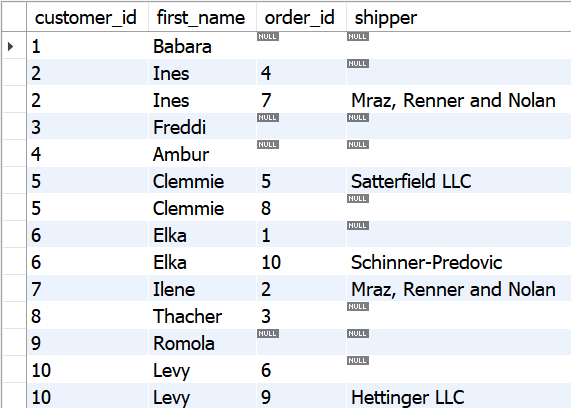 customer_id first_name order_id shipper
1 Babara NULL NULL
2 Ines 4 NULL
2 Ines 7 Mraz, Renner and Nolan
3 Freddi NULL NULL
4 Ambur NULL NULL
5 Clemmie 5 Satterfield LLC
5 Clemmie 8 NULL
6 Elka 1 NULL
6 Elka 10 Schinner-Predovic
7 Ilene 2 Mraz, Renner and Nolan
8 Thacher 3 NULL
9 Romola NULL NULL
10 Levy 6 NULL
10 Levy 9 Hettinger LLC